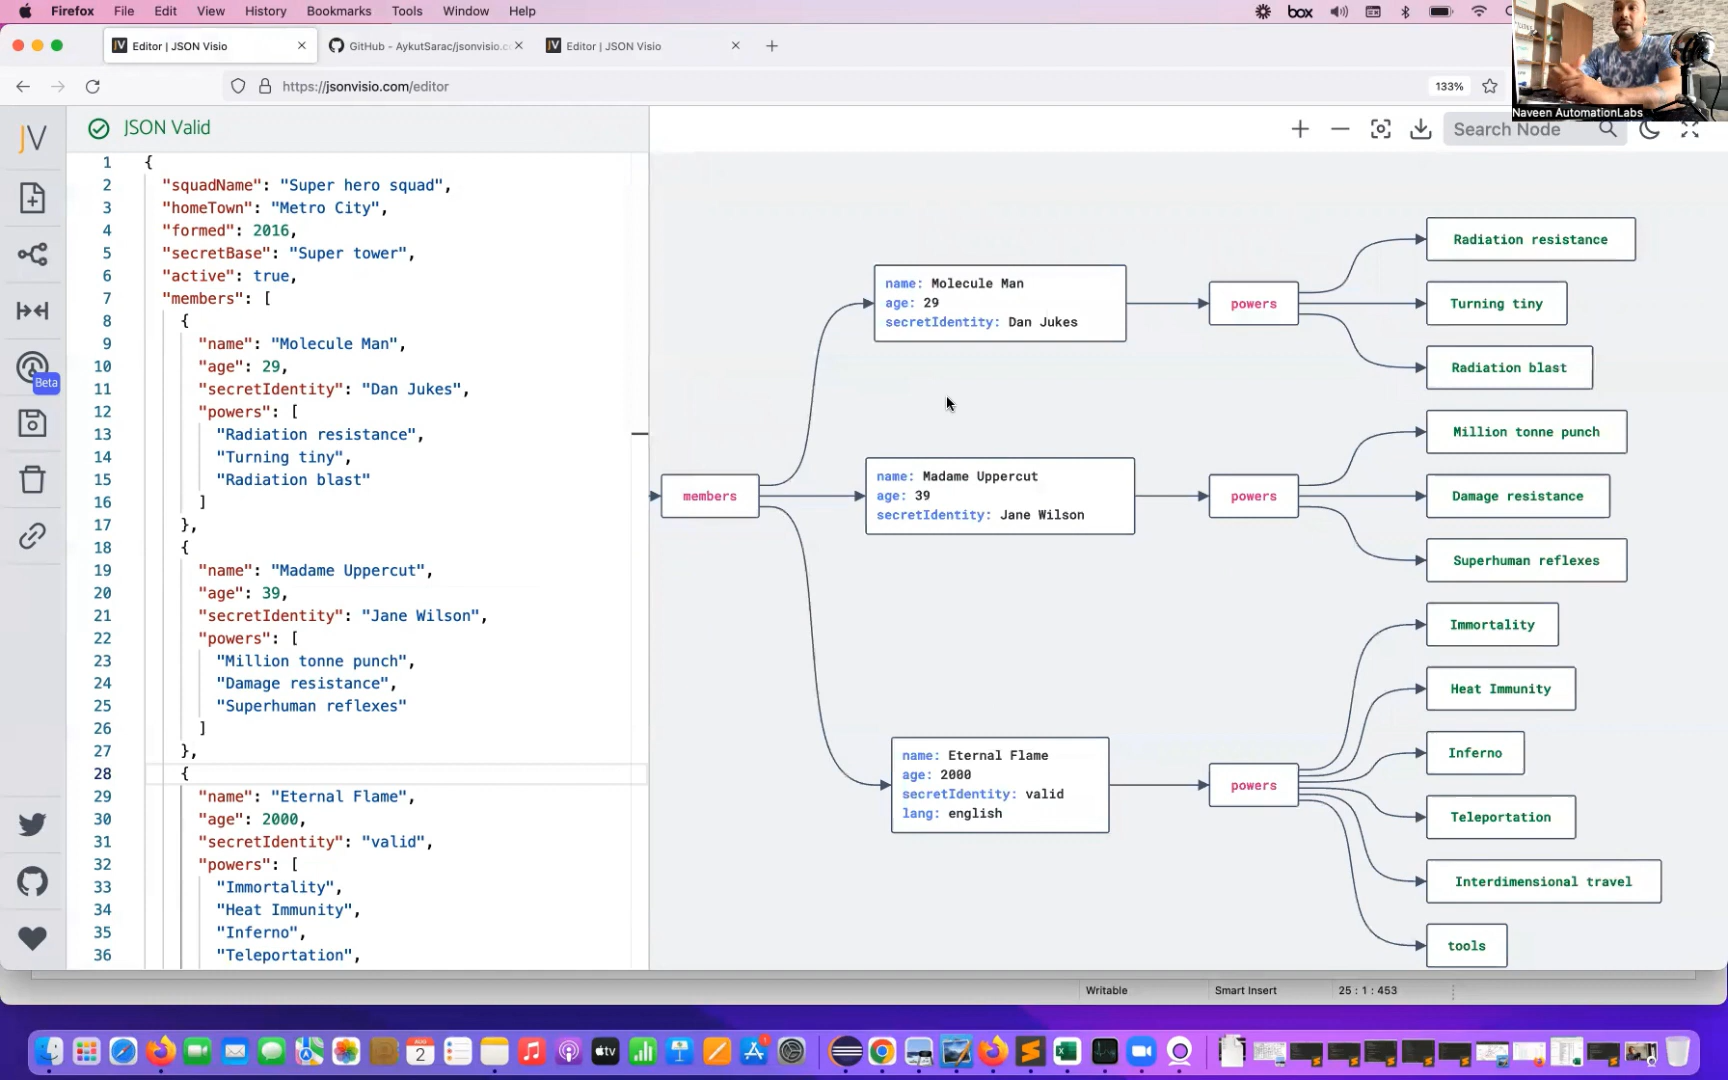 Firefox File Edit View History Bookmarks Tools Window Help box
Editor | JSON Visio GitHub - AykutSarac/jsonvisio.c Editor | JSON Visio
https://jsonvisio.com/editor 133%
Naveen AutomationLabs
JV JSON Valid Search Node
1 {
2 "squadName": "Super hero squad",
3 "homeTown": "Metro City",
4 "formed": 2016,
5 "secretBase": "Super tower",
6 "active": true,
7 "members": [
8 {
9 "name": "Molecule Man",
10 "age": 29,
11 "secretIdentity": "Dan Jukes",
12 "powers": [
13 "Radiation resistance",
14 "Turning tiny",
15 "Radiation blast"
16 ]
17 },
18 {
19 "name": "Madame Uppercut",
20 "age": 39,
21 "secretIdentity": "Jane Wilson",
22 "powers": [
23 "Million tonne punch",
24 "Damage resistance",
25 "Superhuman reflexes"
26 ]
27 },
28 {
29 "name": "Eternal Flame",
30 "age": 2000,
31 "secretIdentity": "valid",
32 "powers": [
33 "Immortality",
34 "Heat Immunity",
35 "Inferno",
36 "Teleportation",
Beta
members
name: Molecule Man
age: 29
secretIdentity: Dan Jukes
powers
Radiation resistance
Turning tiny
Radiation blast
name: Madame Uppercut
age: 39
secretIdentity: Jane Wilson
powers
Million tonne punch
Damage resistance
Superhuman reflexes
name: Eternal Flame
age: 2000
secretIdentity: valid
lang: english
powers
Immortality
Heat Immunity
Inferno
Teleportation
Interdimensional travel
tools
Writable Smart Insert 25 : 1 : 453
tv
AUG
2